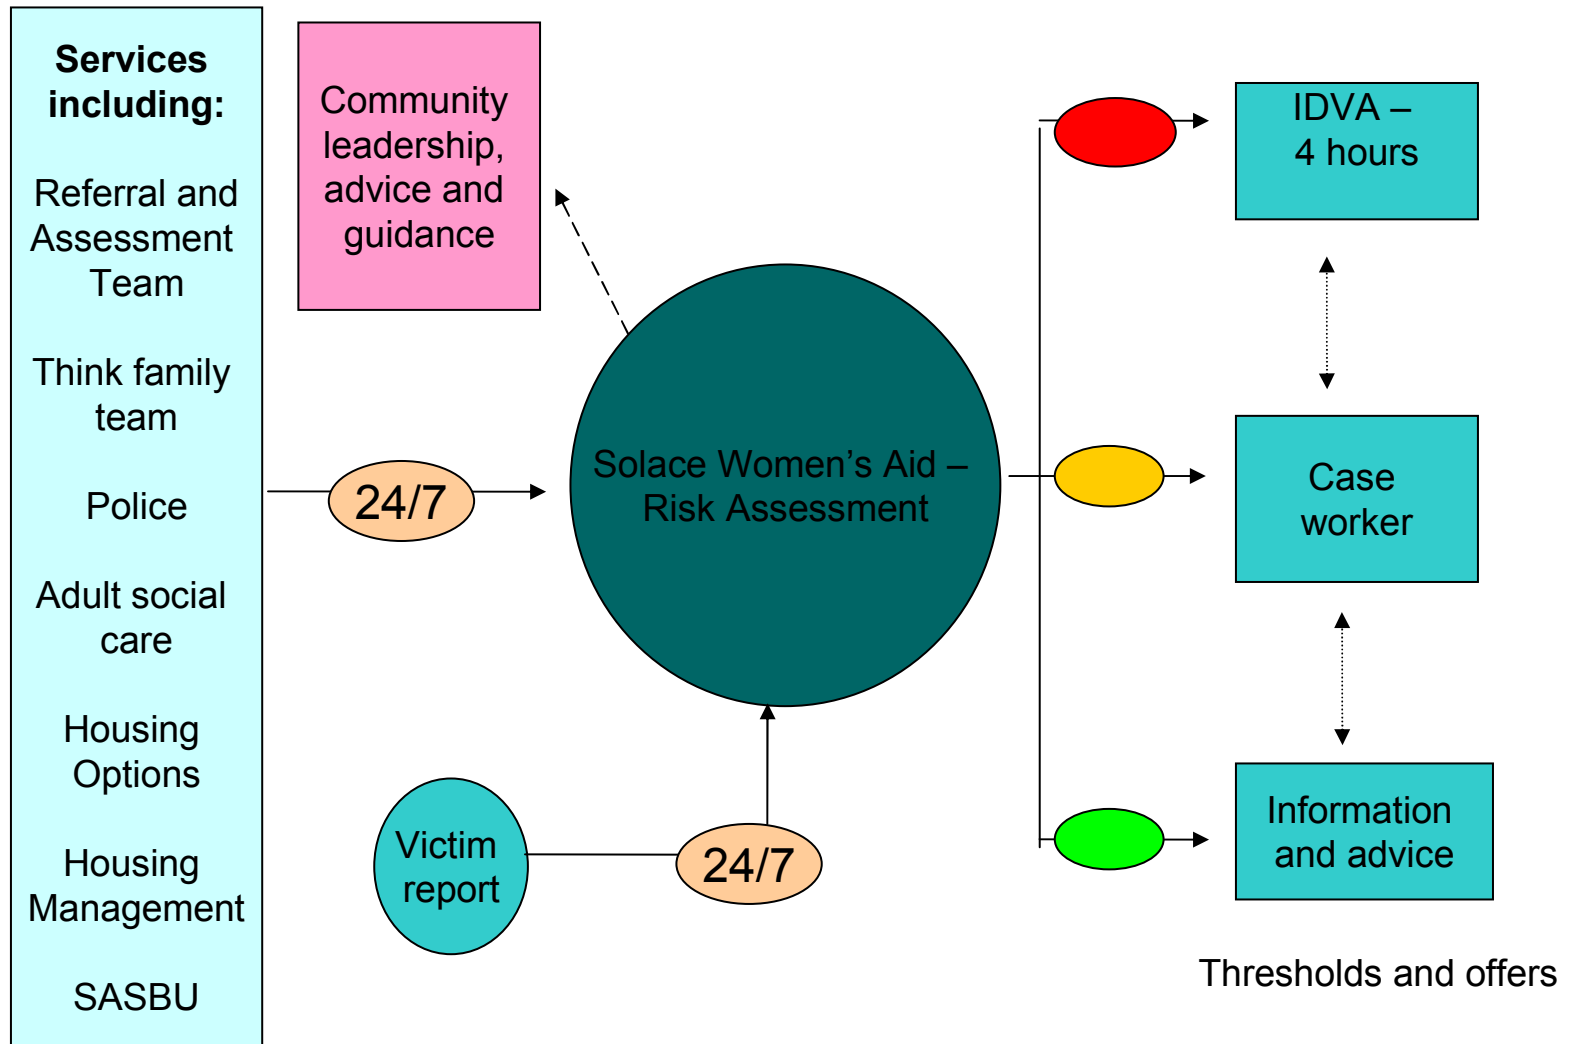 Services
including:
Referral and
Assessment
Team
Think family
team
Police
Adult social
care
Housing
Options
Housing
Management
SASBU
Community
leadership,
advice and
guidance
24/7
Solace Women’s Aid –
Risk Assessment
Victim
report
24/7
IDVA –
4 hours
Case
worker
Information
and advice
Thresholds and offers